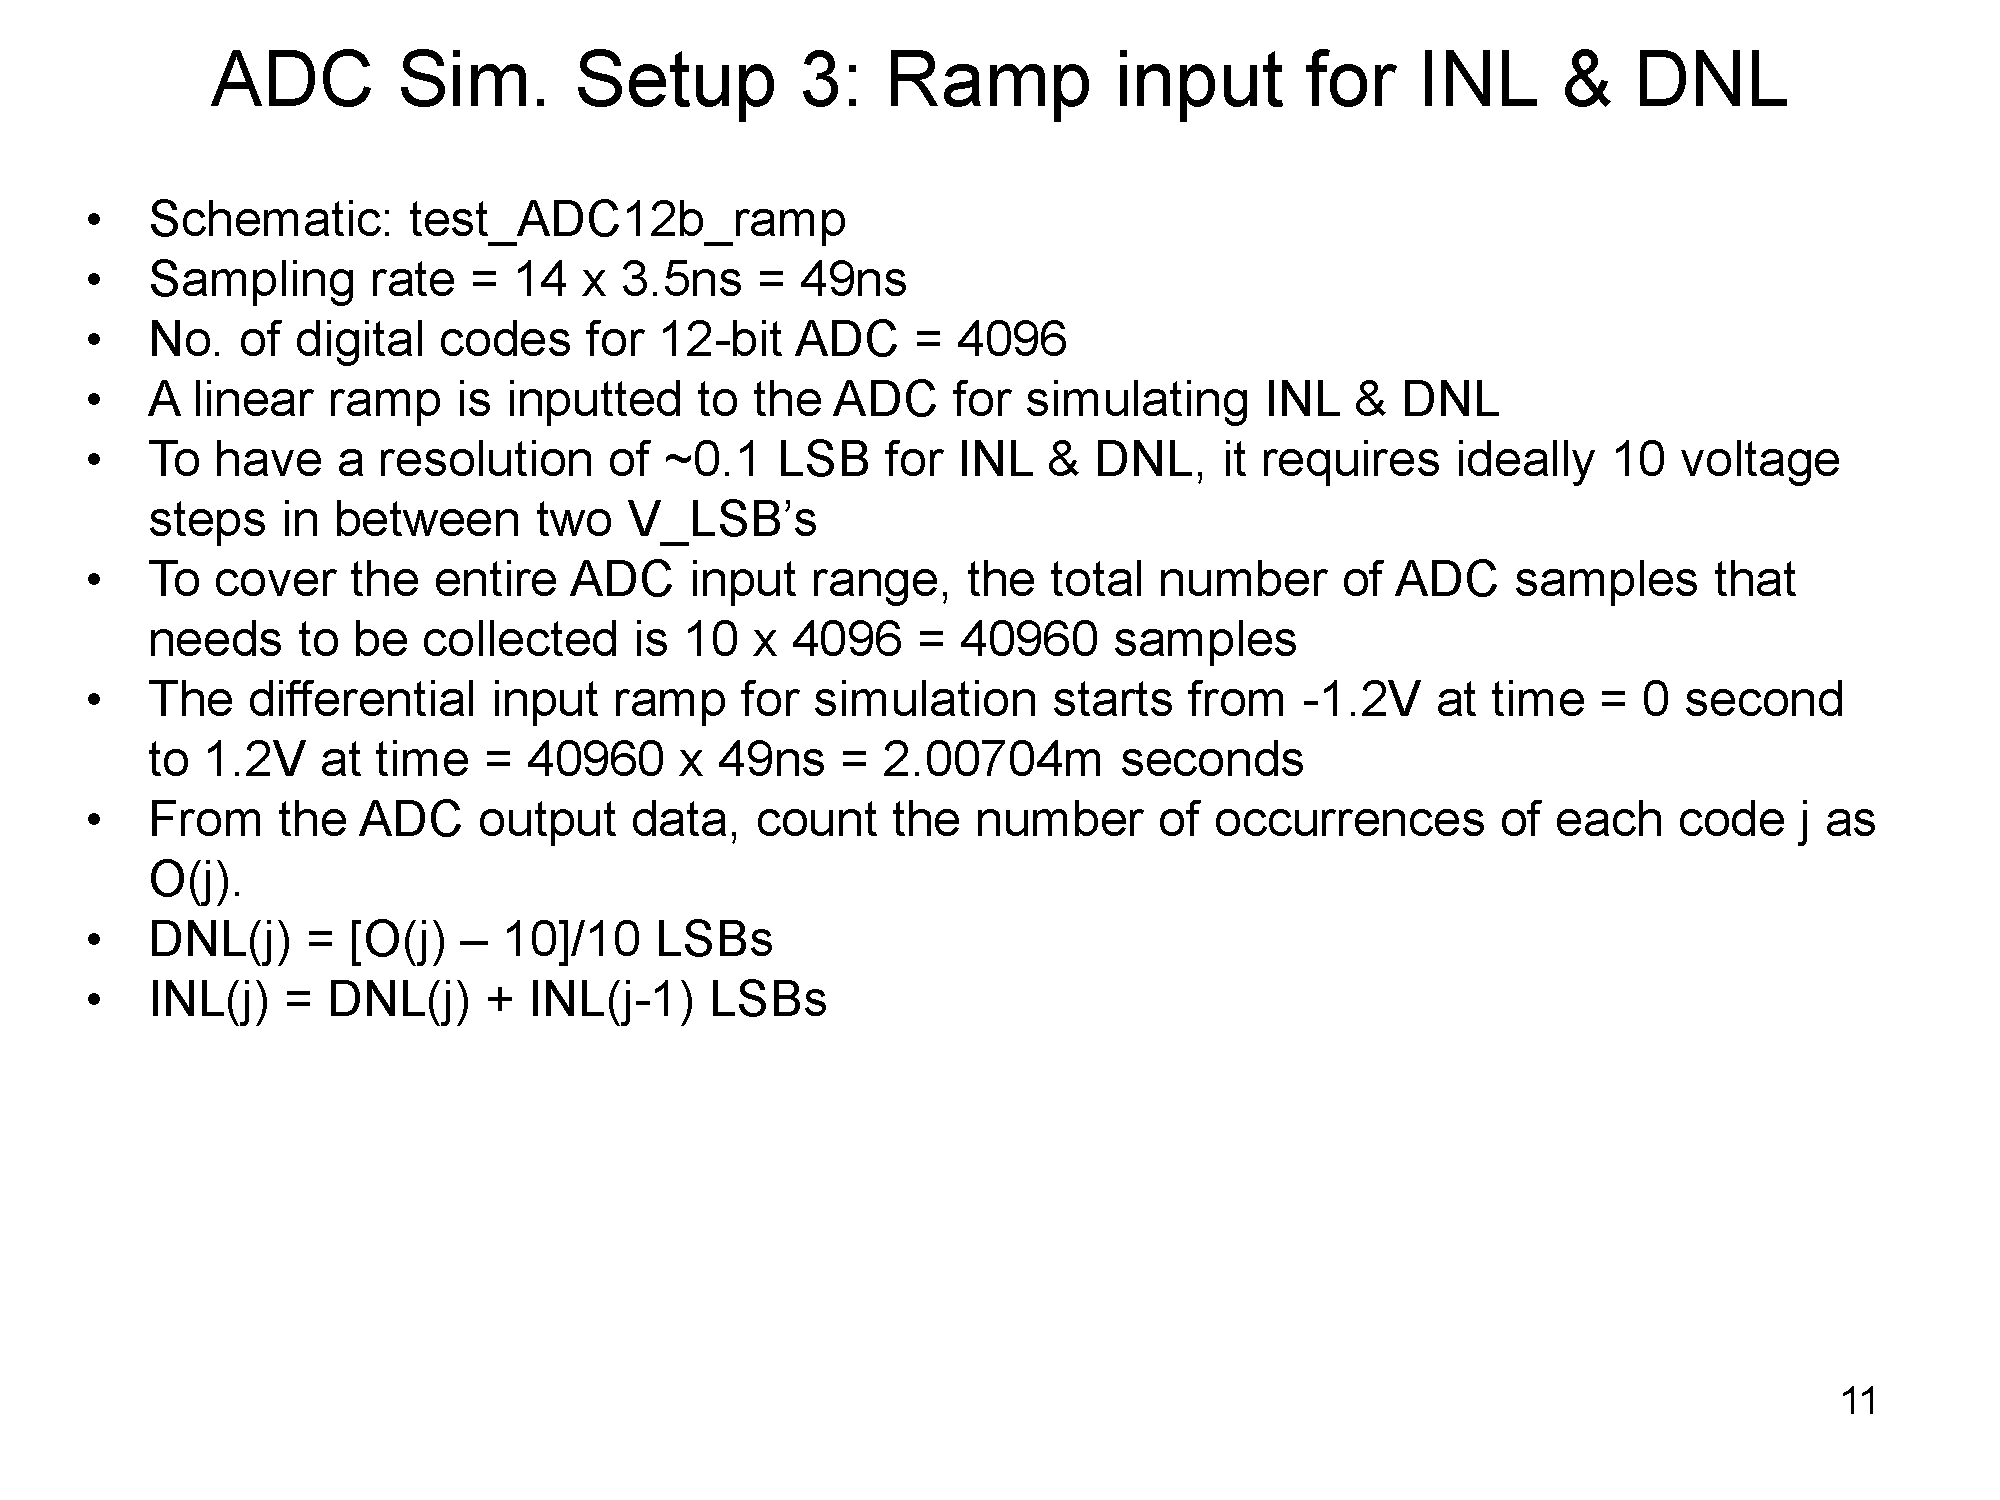 ADC Sim. Setup 3: Ramp input for INL & DNL
• Schematic: test_ADC12b_ramp
• Sampling rate = 14 x 3.5ns = 49ns
• No. of digital codes for 12-bit ADC = 4096
• A linear ramp is inputted to the ADC for simulating INL & DNL
• To have a resolution of ~0.1 LSB for INL & DNL, it requires ideally 10 voltage
steps in between two V_LSB’s
• To cover the entire ADC input range, the total number of ADC samples that
needs to be collected is 10 x 4096 = 40960 samples
• The differential input ramp for simulation starts from -1.2V at time = 0 second
to 1.2V at time = 40960 x 49ns = 2.00704m seconds
• From the ADC output data, count the number of occurrences of each code j as
O(j).
• DNL(j) = [O(j) – 10]/10 LSBs
• INL(j) = DNL(j) + INL(j-1) LSBs
11